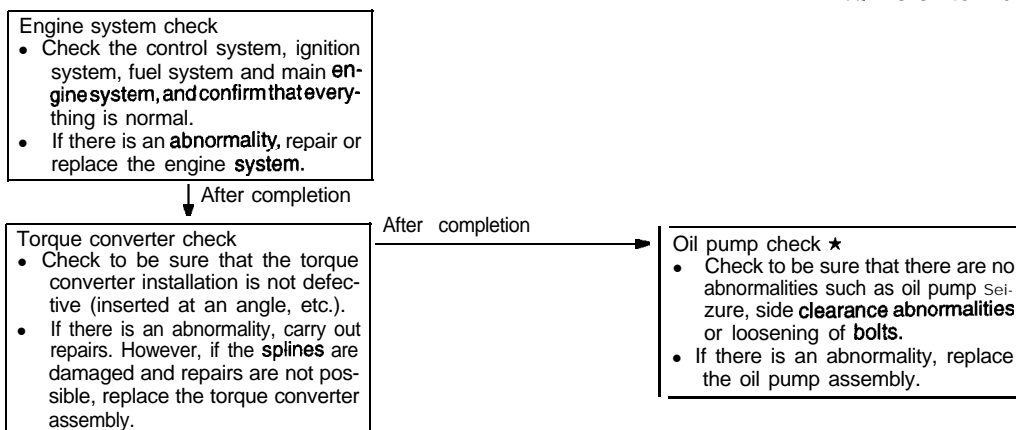 Engine system check
• Check the control system, ignition
system, fuel system and main en-
gine system, and confirm that every-
thing is normal.
• If there is an abnormality, repair or
replace the engine system.
After completion
Torque converter check
• Check to be sure that the torque
converter installation is not defec-
tive (inserted at an angle, etc.).
• If there is an abnormality, carry out
repairs. However, if the splines are
damaged and repairs are not pos-
sible, replace the torque converter
assembly.
After completion
Oil pump check ★
• Check to be sure that there are no
abnormalities such as oil pump Sei-
zure, side clearance abnormalities
or loosening of bolts.
• If there is an abnormality, replace
the oil pump assembly.